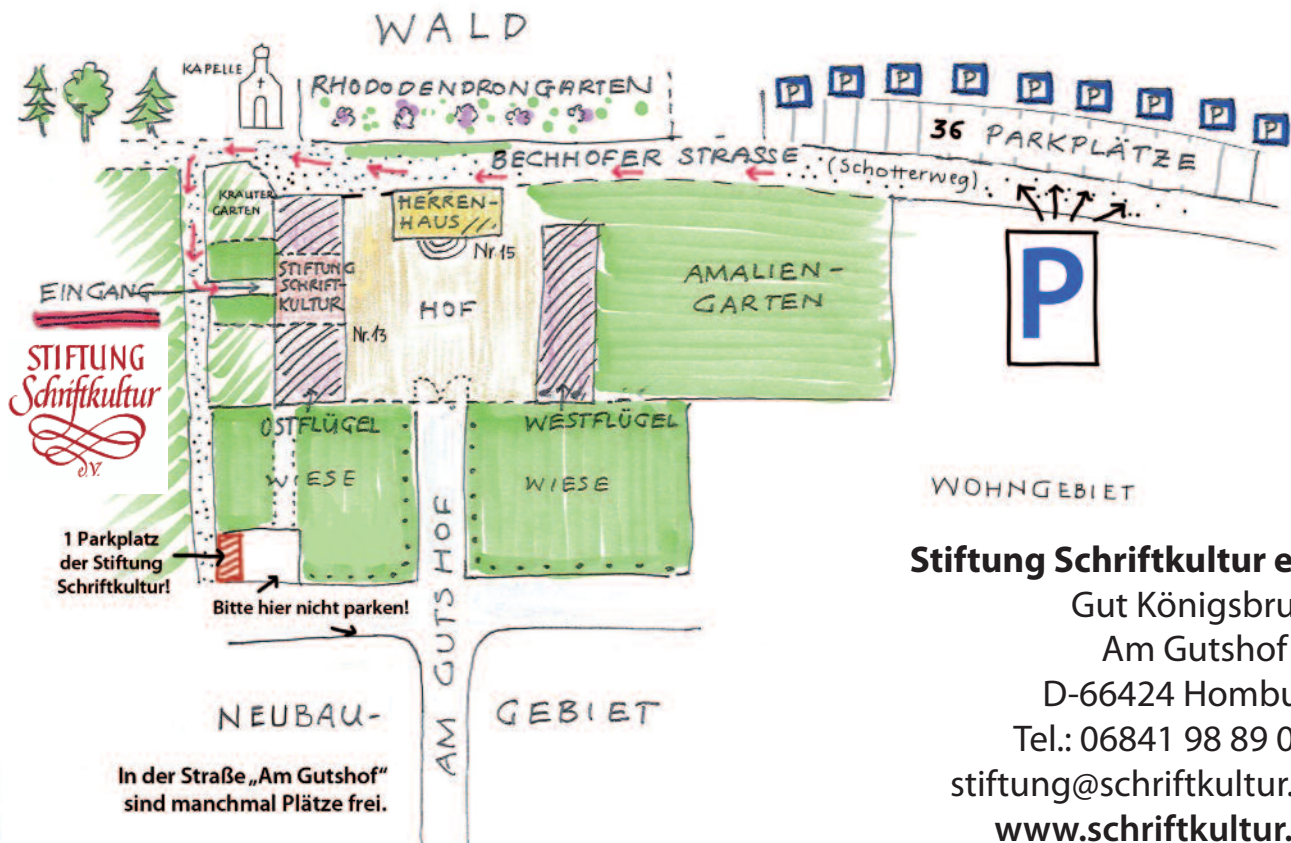 WALD
KAPELLE
RHODODENDRONGARTEN
P P P P P P P P P
36 PARKPLÄTZE
BECHHOFER STRASSE
(Schotterweg)
KRÄUTER
GARTEN
HERREN-
HAUS
Nr. 15
P
EINGANG
STIFTUNG
SCHRIFT-
KULTUR
HOF
AMALIEN-
GARTEN
Nr. 13
STIFTUNG
Schriftkultur
e.V.
OSTFLÜGEL
WESTFLÜGEL
WIESE
WIESE
WOHNGEBIET
1 Parkplatz
der Stiftung
Schriftkultur!
Bitte hier nicht parken!
AM GUTSHOF
NEUBAU-
GEBIET
In der Straße „Am Gutshof“
sind manchmal Plätze frei.
Stiftung Schriftkultur e
Gut Königsbru
Am Gutshof
D-66424 Hombu
Tel.: 06841 98 89 0
stiftung@schriftkultur.
www.schriftkultur.